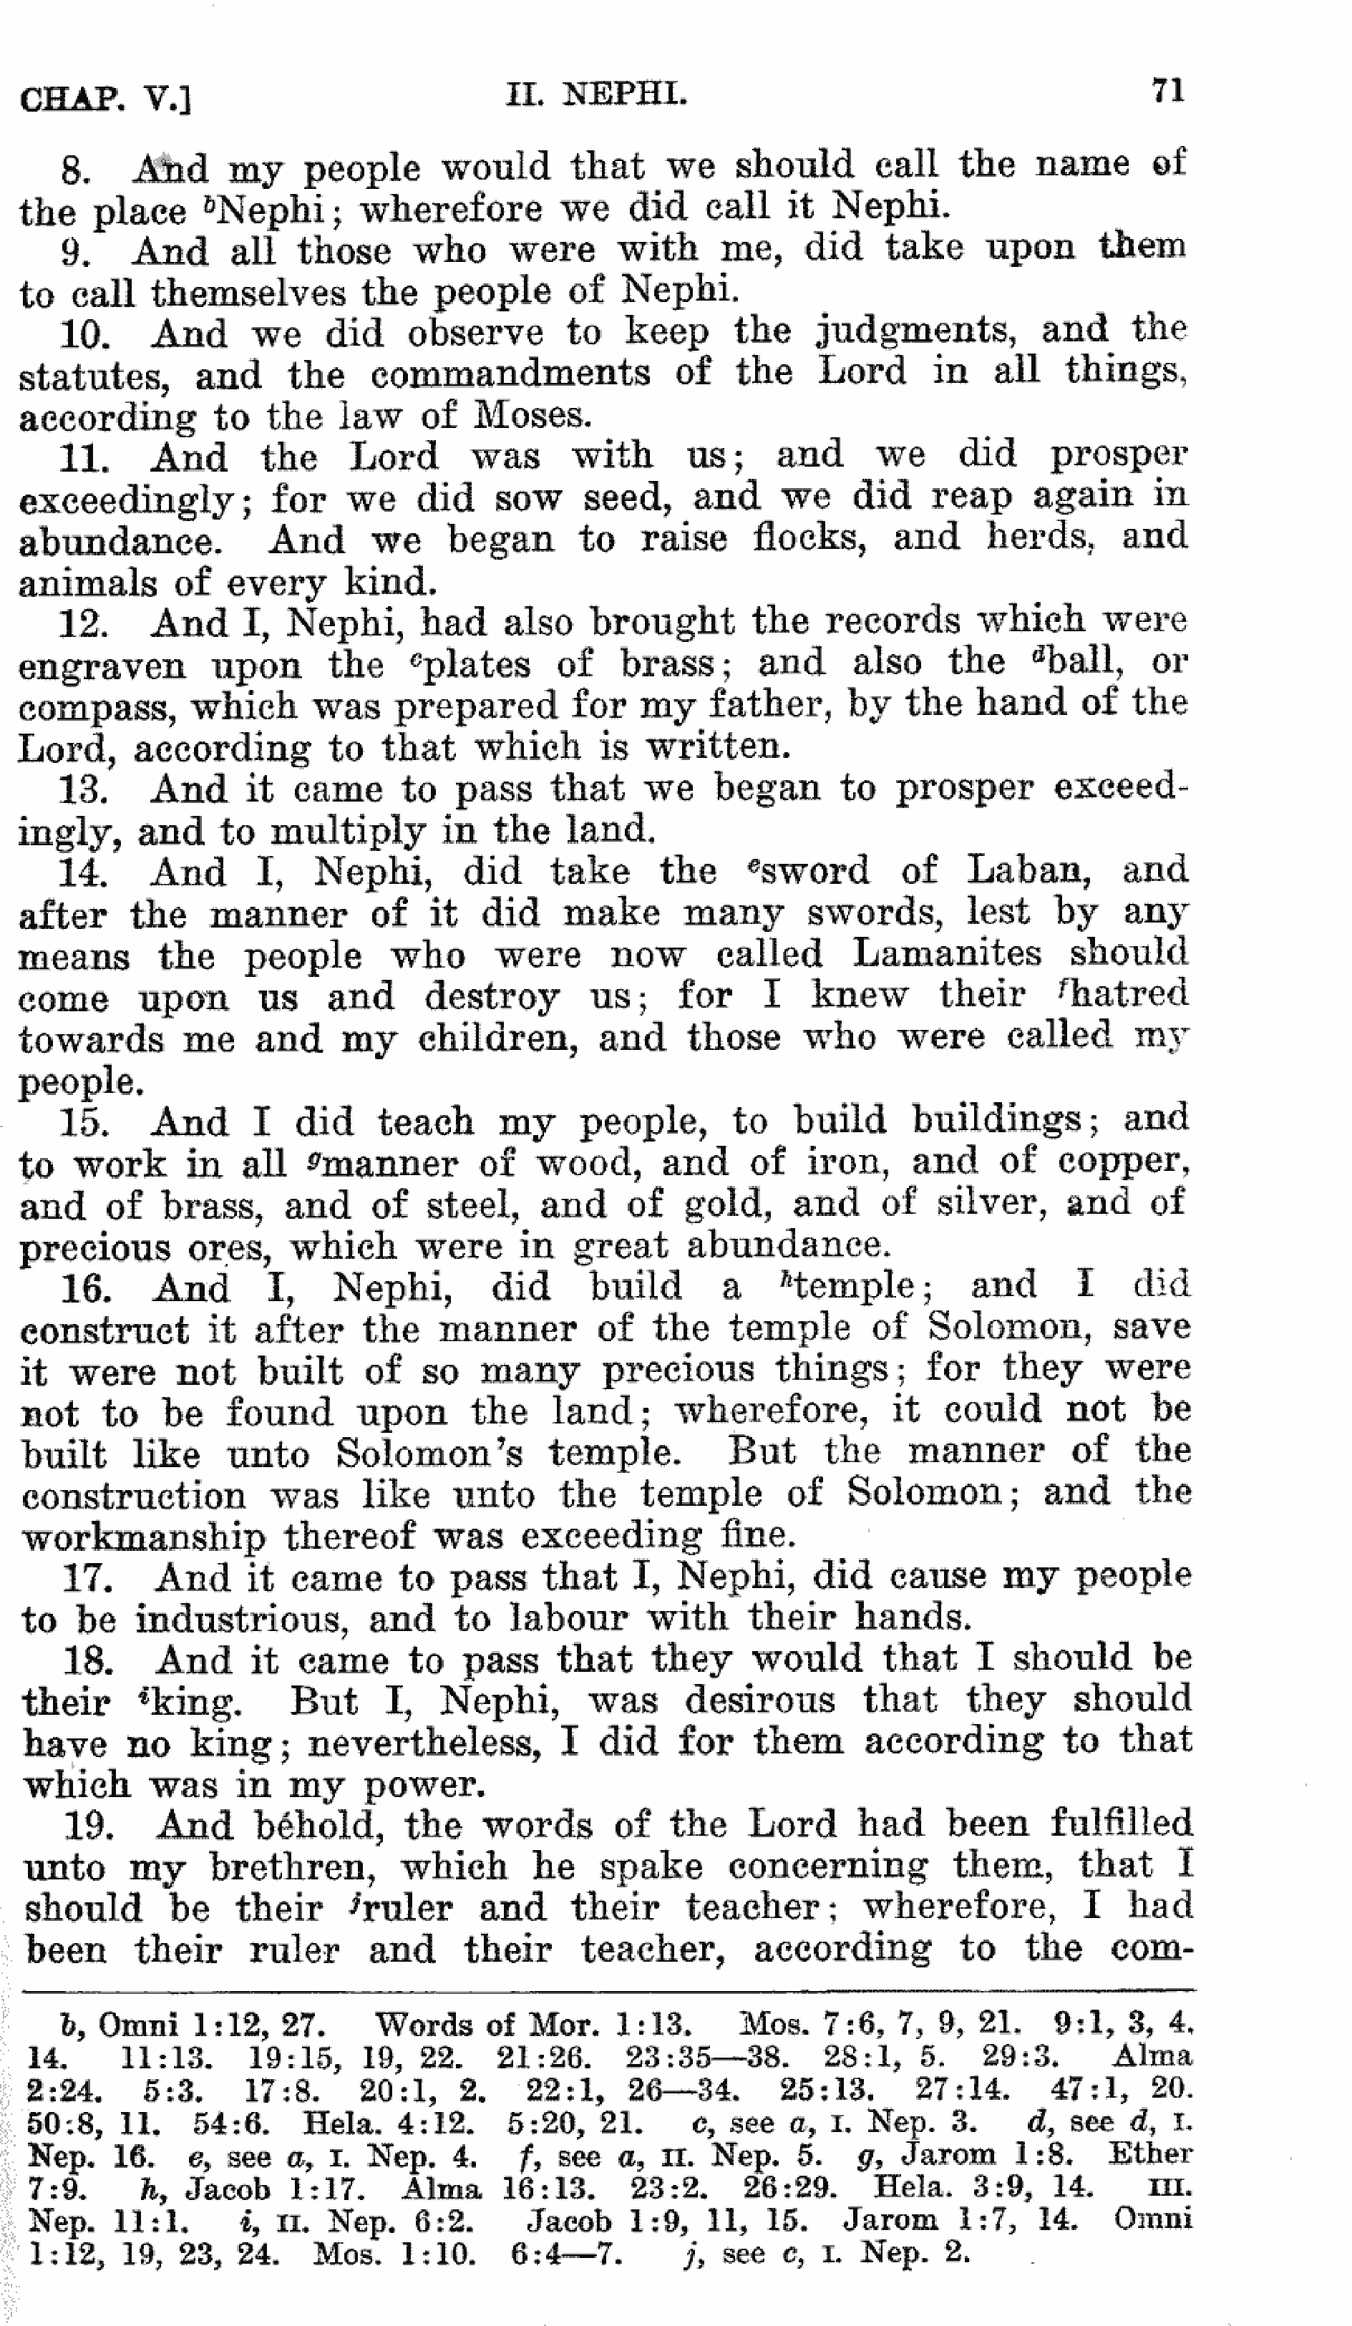 CHAP. V.] II. NEPHI. 71
8. And my people would that we should call the name of
the place bNephi; wherefore we did call it Nephi.
9. And all those who were with me, did take upon them
to call themselves the people of Nephi.
10. And we did observe to keep the judgments, and the
statutes, and the commandments of the Lord in all things,
according to the law of Moses.
11. And the Lord was with us; and we did prosper
exceedingly; for we did sow seed, and we did reap again in
abundance. And we began to raise flocks, and herds, and
animals of every kind.
12. And I, Nephi, had also brought the records which were
engraven upon the cplates of brass; and also the dball, or
compass, which was prepared for my father, by the hand of the
Lord, according to that which is written.
13. And it came to pass that we began to prosper exceed-
ingly, and to multiply in the land.
14. And I, Nephi, did take the esword of Laban, and
after the manner of it did make many swords, lest by any
means the people who were now called Lamanites should
come upon us and destroy us; for I knew their fhatred
towards me and my children, and those who were called my
people.
15. And I did teach my people, to build buildings; and
to work in all gmanner of wood, and of iron, and of copper,
and of brass, and of steel, and of gold, and of silver, and of
precious ores, which were in great abundance.
16. And I, Nephi, did build a htemple; and I did
construct it after the manner of the temple of Solomon, save
it were not built of so many precious things; for they were
not to be found upon the land; wherefore, it could not be
built like unto Solomon's temple. But the manner of the
construction was like unto the temple of Solomon; and the
workmanship thereof was exceeding fine.
17. And it came to pass that I, Nephi, did cause my people
to be industrious, and to labour with their hands.
18. And it came to pass that they would that I should be
their iking. But I, Nephi, was desirous that they should
have no king; nevertheless, I did for them according to that
which was in my power.
19. And béhold, the words of the Lord had been fulfilled
unto my brethren, which he spake concerning them, that I
should be their jruler and their teacher; wherefore, I had
been their ruler and their teacher, according to the com-
b, Omni 1:12, 27. Words of Mor. 1:13. Mos. 7:6, 7, 9, 21. 9:1, 3, 4,
14. 11:13. 19:15, 19, 22. 21:26. 23:35—38. 28:1, 5. 29:3. Alma
2:24. 5:3. 17:8. 20:1, 2. 22:1, 26—34. 25:13. 27:14. 47:1, 20.
50:8, 11. 54:6. Hela. 4:12. 5:20, 21. c, see a, I. Nep. 3. d, see d, I.
Nep. 16. e, see a, I. Nep. 4. f, see a, II. Nep. 5. g, Jarom 1:8. Ether
7:9. h, Jacob 1:17. Alma 16:13. 23:2. 26:29. Hela. 3:9, 14. III.
Nep. 11:1. i, II. Nep. 6:2. Jacob 1:9, 11, 15. Jarom 1:7, 14. Omni
1:12, 19, 23, 24. Mos. 1:10. 6:4—7. j, see c, I. Nep. 2.